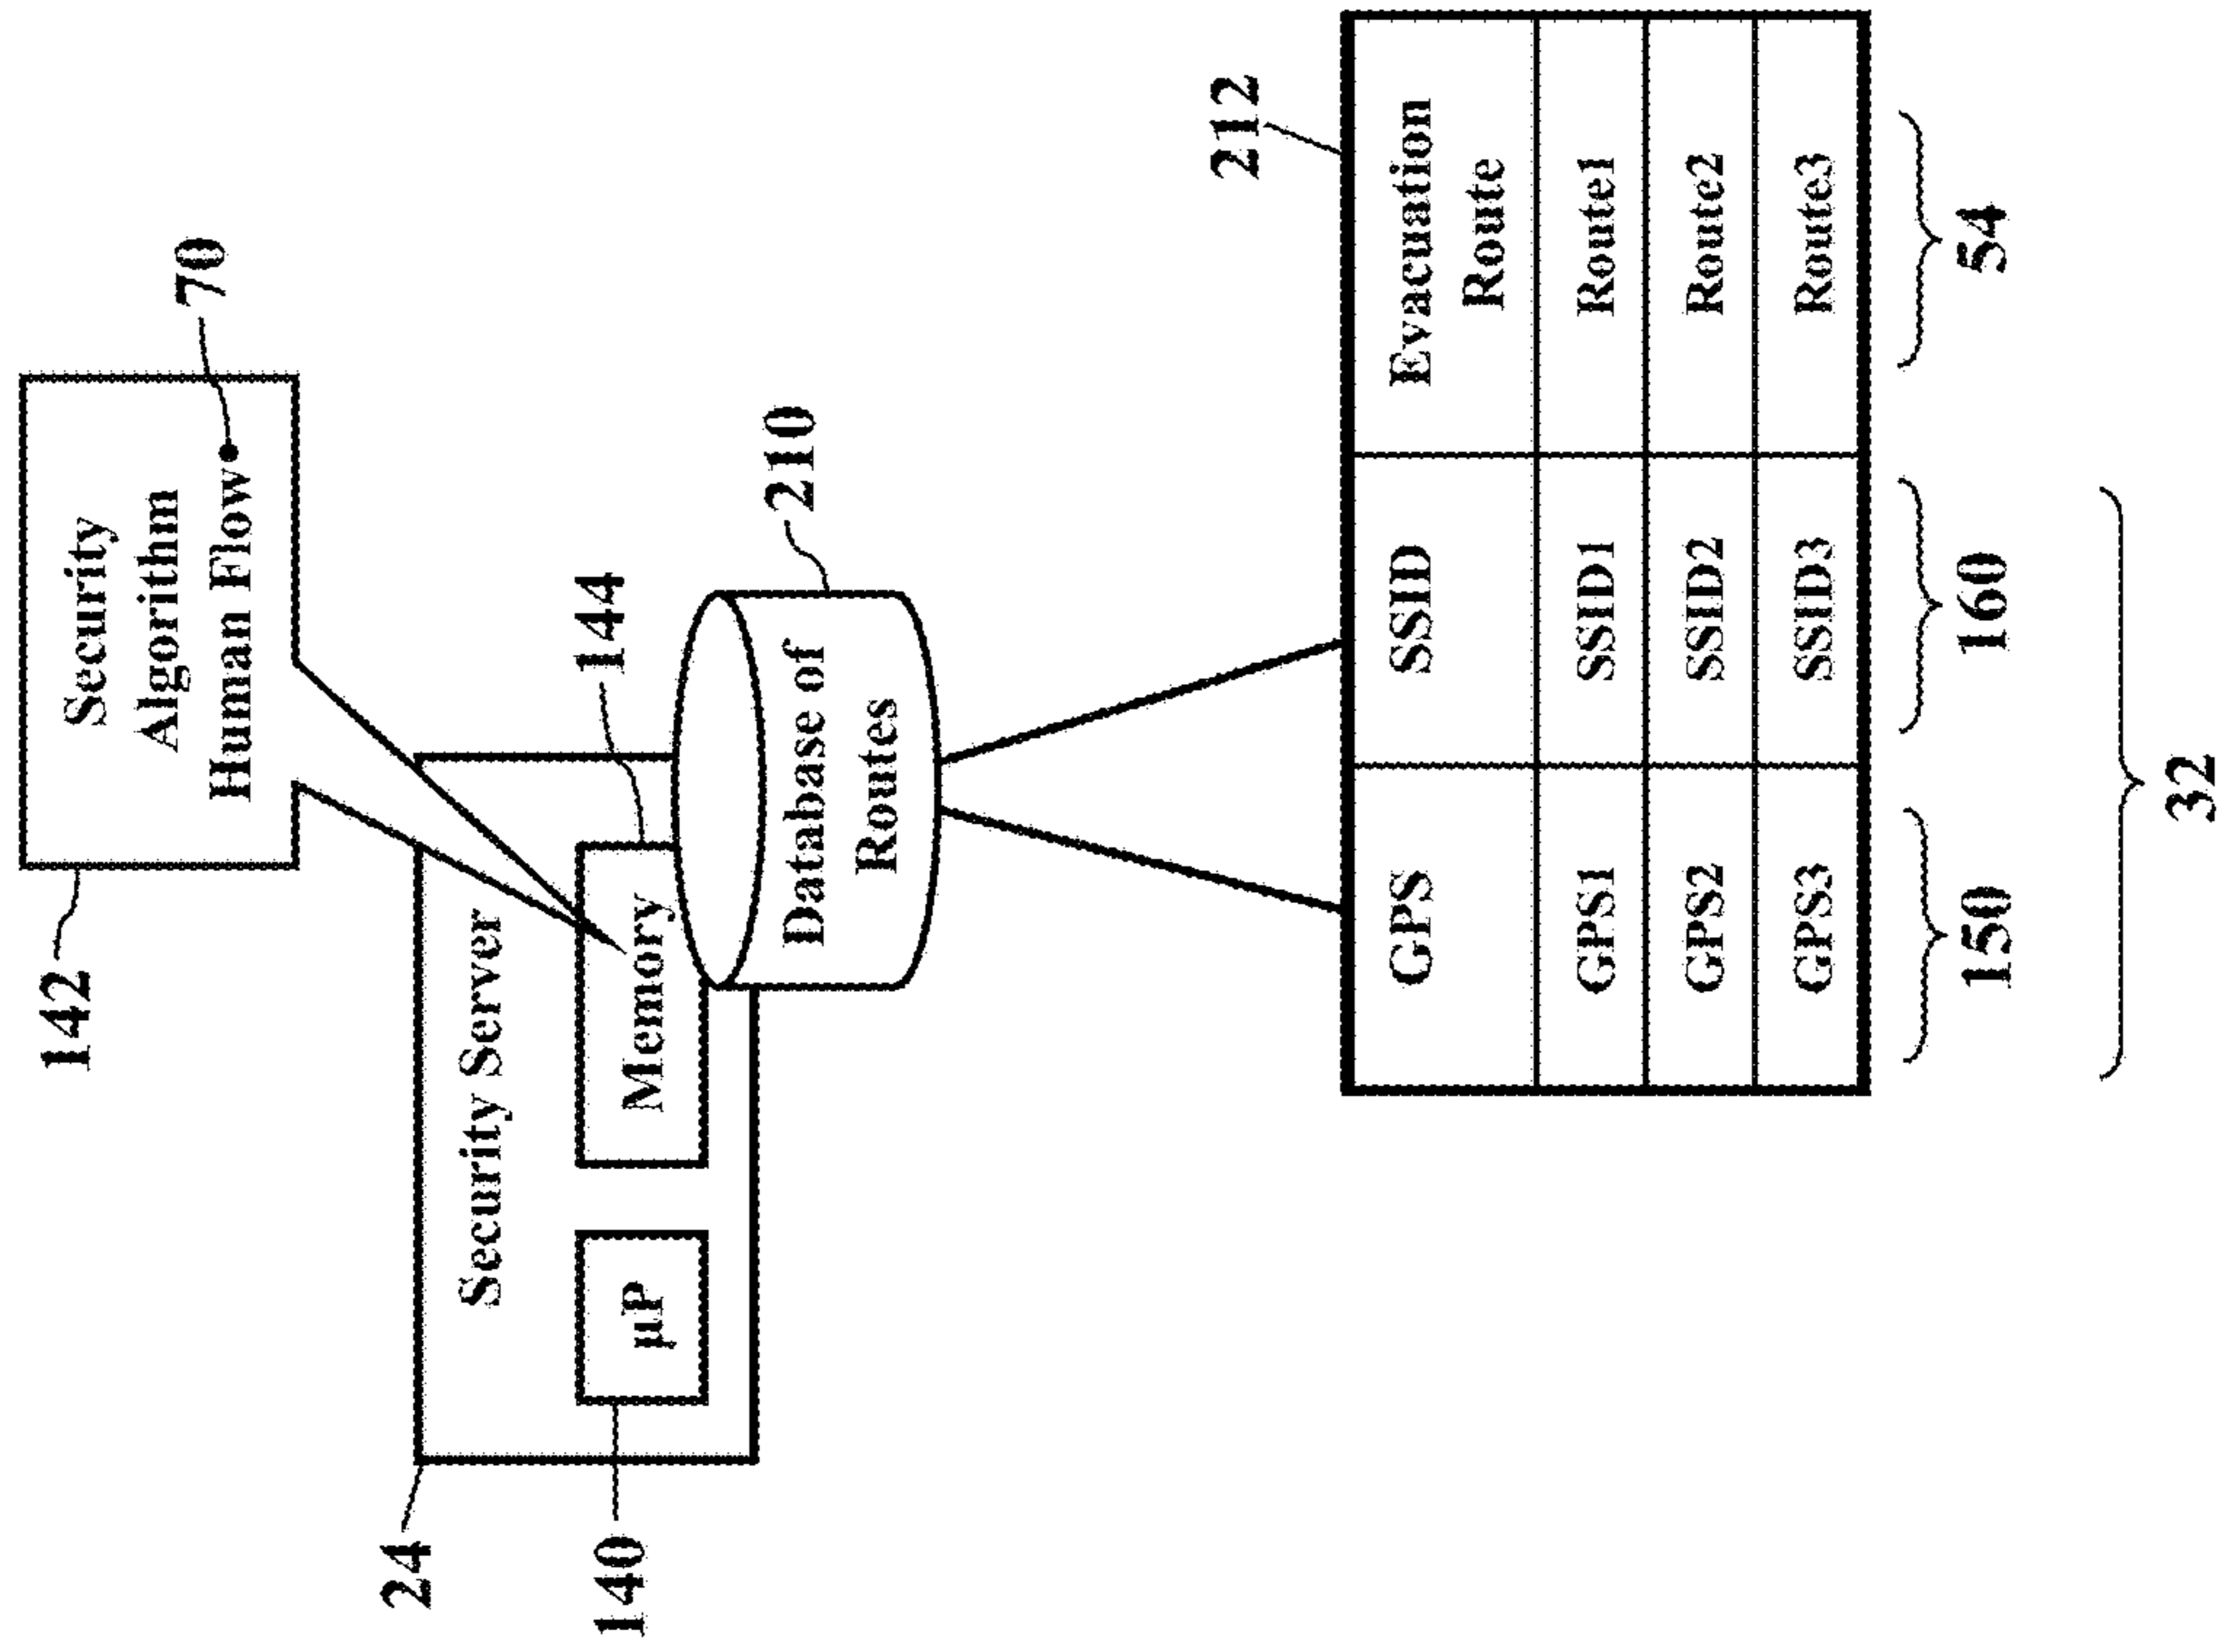 142
Security
Algorithm
Human Flow
70
24
Security Server
140
µP
Memory
144
Database of
Routes
210
212
GPS
SSID
Evacuation
Route
GPS1
SSID1
Route1
GPS2
SSID2
Route2
GPS3
SSID3
Route3
150
160
54
32